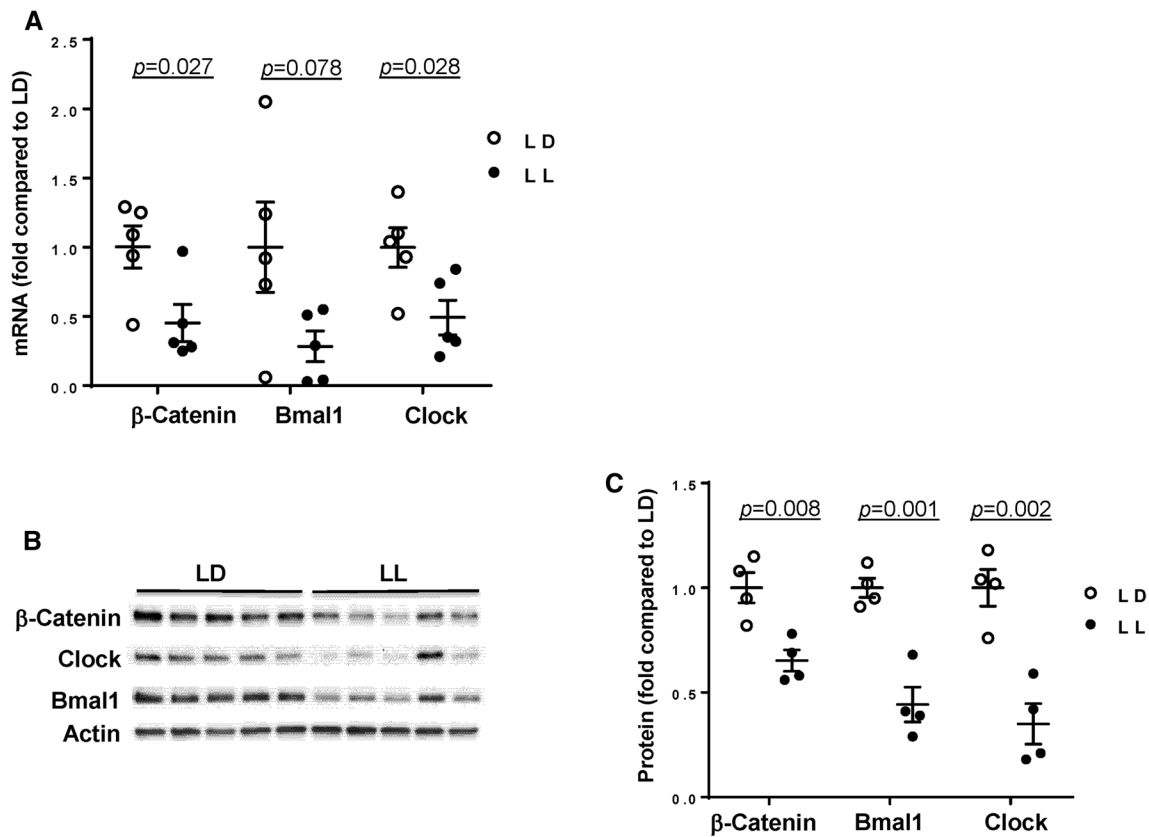 A
mRNA (fold compared to LD)
2.5
2.0
1.5
1.0
0.5
0.0
p=0.027
p=0.078
p=0.028
L D
L L
β-Catenin
Bmal1
Clock
B
LD
LL
β-Catenin
Clock
Bmal1
Actin
C
Protein (fold compared to LD)
1.5
1.0
0.5
0.0
p=0.008
p=0.001
p=0.002
L D
L L
β-Catenin
Bmal1
Clock